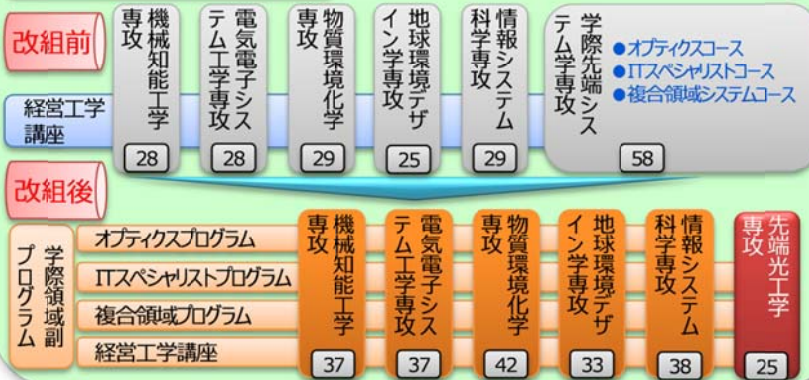 改組前
経営工学
講座
機械知能工学
専攻
28
電気電子シス
テム工学専攻
28
物質環境化学
専攻
29
地球環境デザ
イン学専攻
25
情報システム
科学専攻
29
学際先端シス
テム学専攻
●オプティクスコース
●ITスペシャリストコース
●複合領域システムコース
58
改組後
学際領域副
プログラム
オプティクスプログラム
ITスペシャリストプログラム
複合領域プログラム
経営工学講座
機械知能工学
専攻
37
電気電子シス
テム工学専攻
37
物質環境化学
専攻
42
地球環境デザ
イン学専攻
33
情報システム
科学専攻
38
先端光工学
専攻
25